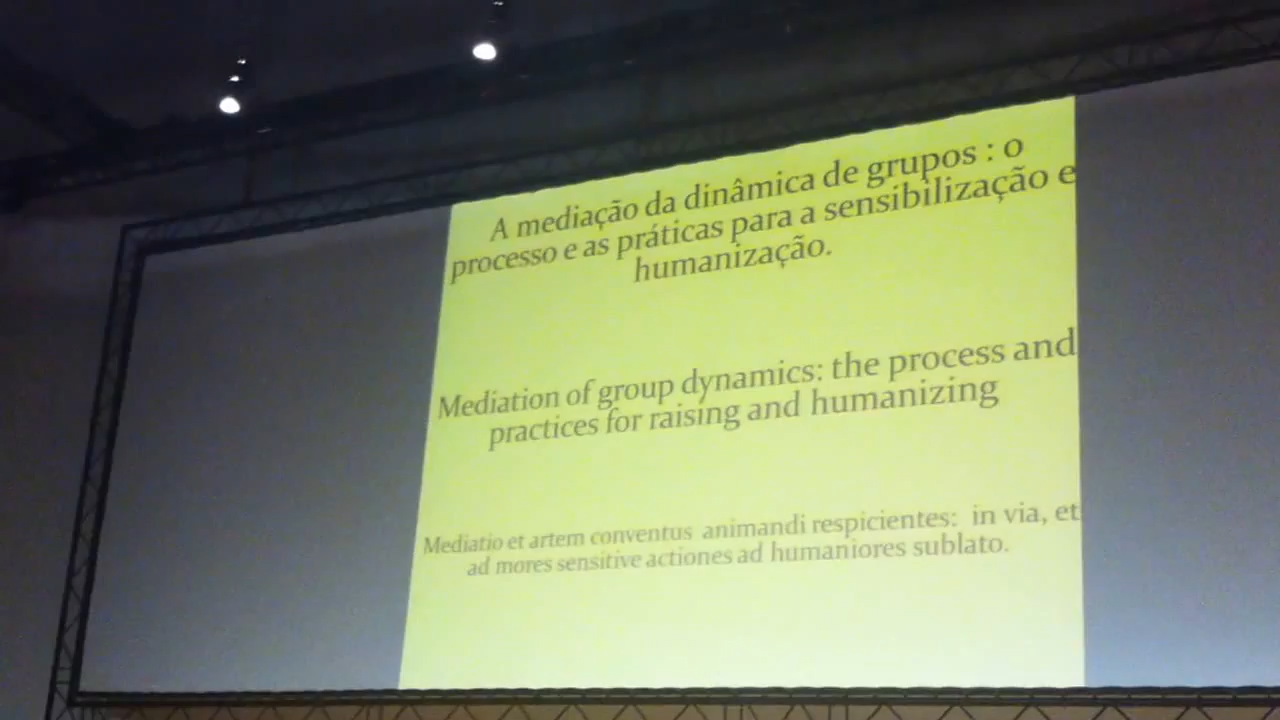 A mediação da dinâmica de grupos : o
processo e as práticas para a sensibilização e
humanização.
Mediation of group dynamics: the process and
practices for raising and humanizing
Mediatio et artem conventus animandi respicientes: in via, et
ad mores sensitive actiones ad humaniores sublato.